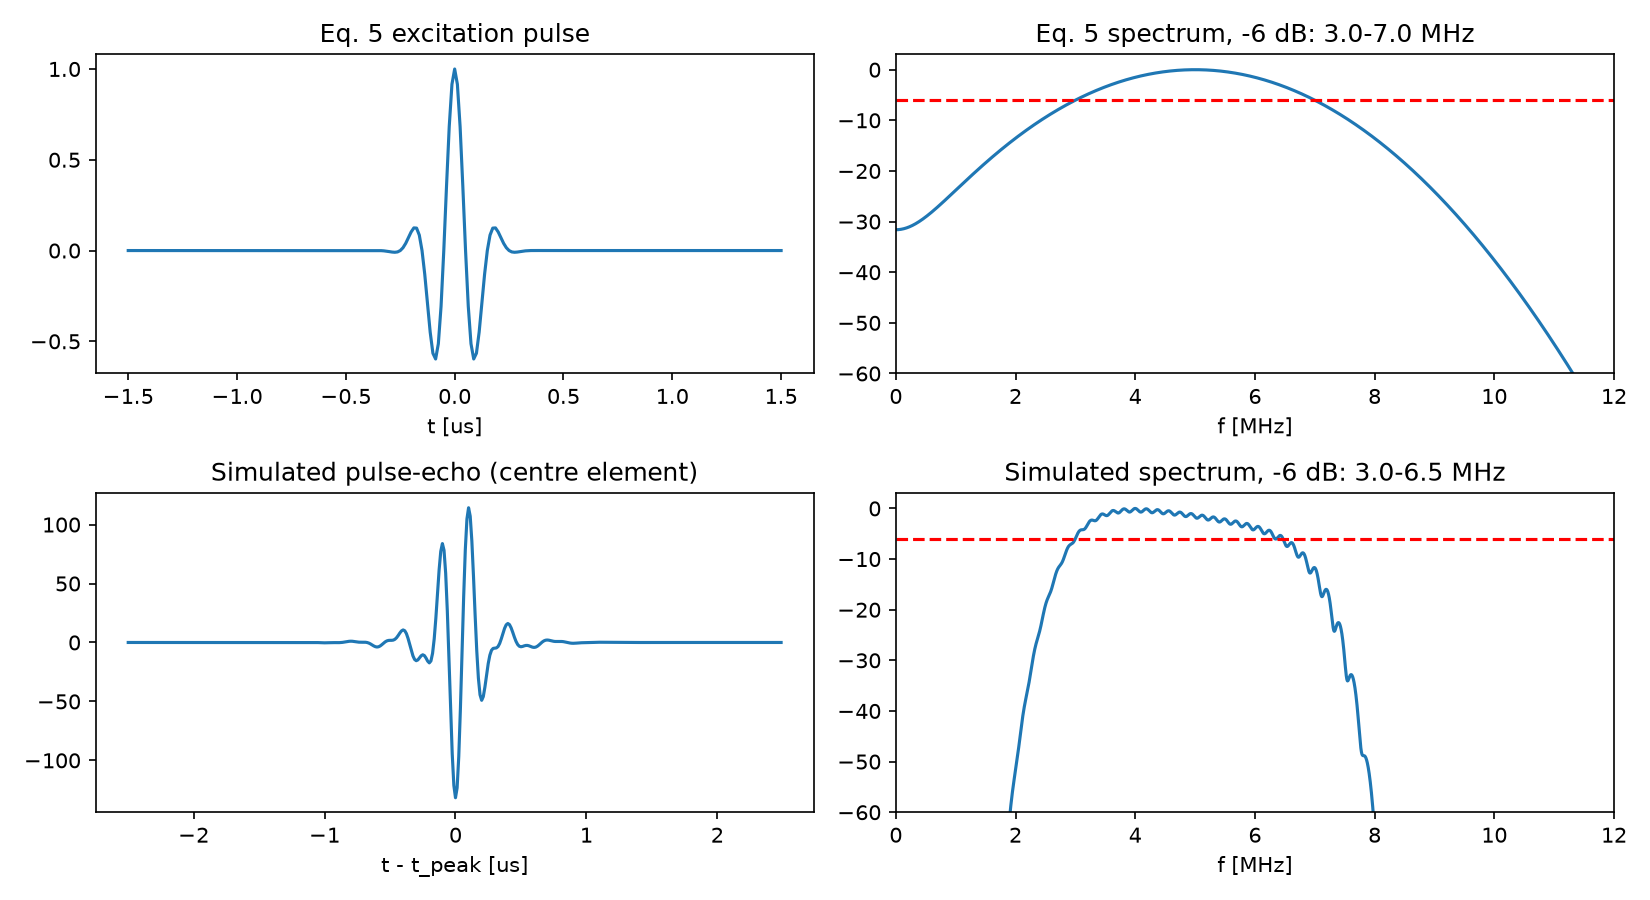 Eq. 5 excitation pulse
1.0
0.5
0.0
−0.5
−1.5 −1.0 −0.5 0.0 0.5 1.0 1.5
t [us]
Eq. 5 spectrum, -6 dB: 3.0-7.0 MHz
0
−10
−20
−30
−40
−50
−60
0 2 4 6 8 10 12
f [MHz]
Simulated pulse-echo (centre element)
100
50
0
−50
−100
−2 −1 0 1 2
t - t_peak [us]
Simulated spectrum, -6 dB: 3.0-6.5 MHz
0
−10
−20
−30
−40
−50
−60
0 2 4 6 8 10 12
f [MHz]